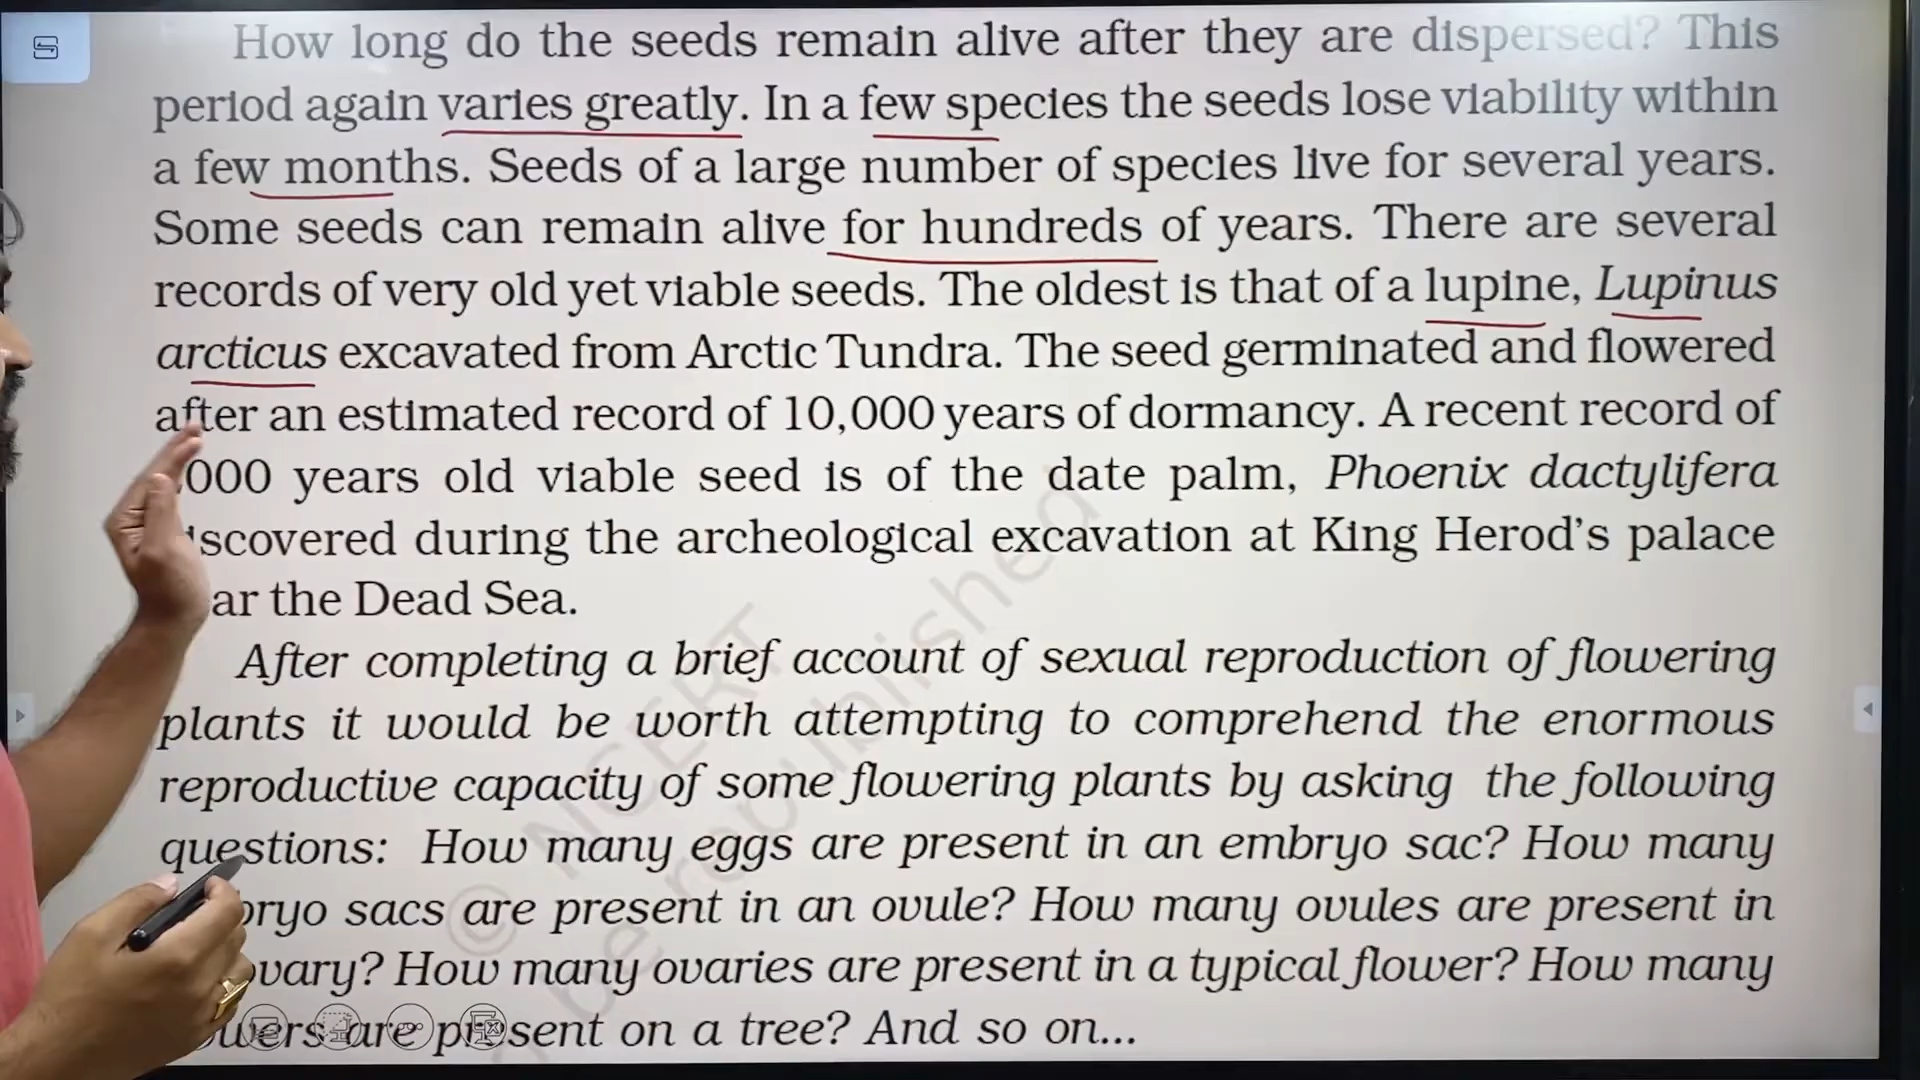 How long do the seeds remain alive after they are dispersed? This
period again varies greatly. In a few species the seeds lose viability within
a few months. Seeds of a large number of species live for several years.
Some seeds can remain alive for hundreds of years. There are several
records of very old yet viable seeds. The oldest is that of a lupine, Lupinus
arcticus excavated from Arctic Tundra. The seed germinated and flowered
after an estimated record of 10,000 years of dormancy. A recent record of
000 years old viable seed is of the date palm, Phoenix dactylifera
iscovered during the archeological excavation at King Herod's palace
ar the Dead Sea.
After completing a brief account of sexual reproduction of flowering
plants it would be worth attempting to comprehend the enormous
reproductive capacity of some flowering plants by asking the following
questions: How many eggs are present in an embryo sac? How many
bryo sacs are present in an ovule? How many ovules are present in
ovary? How many ovaries are present in a typical flower? How many
owers are present on a tree? And so on...
© NCERT
be republished